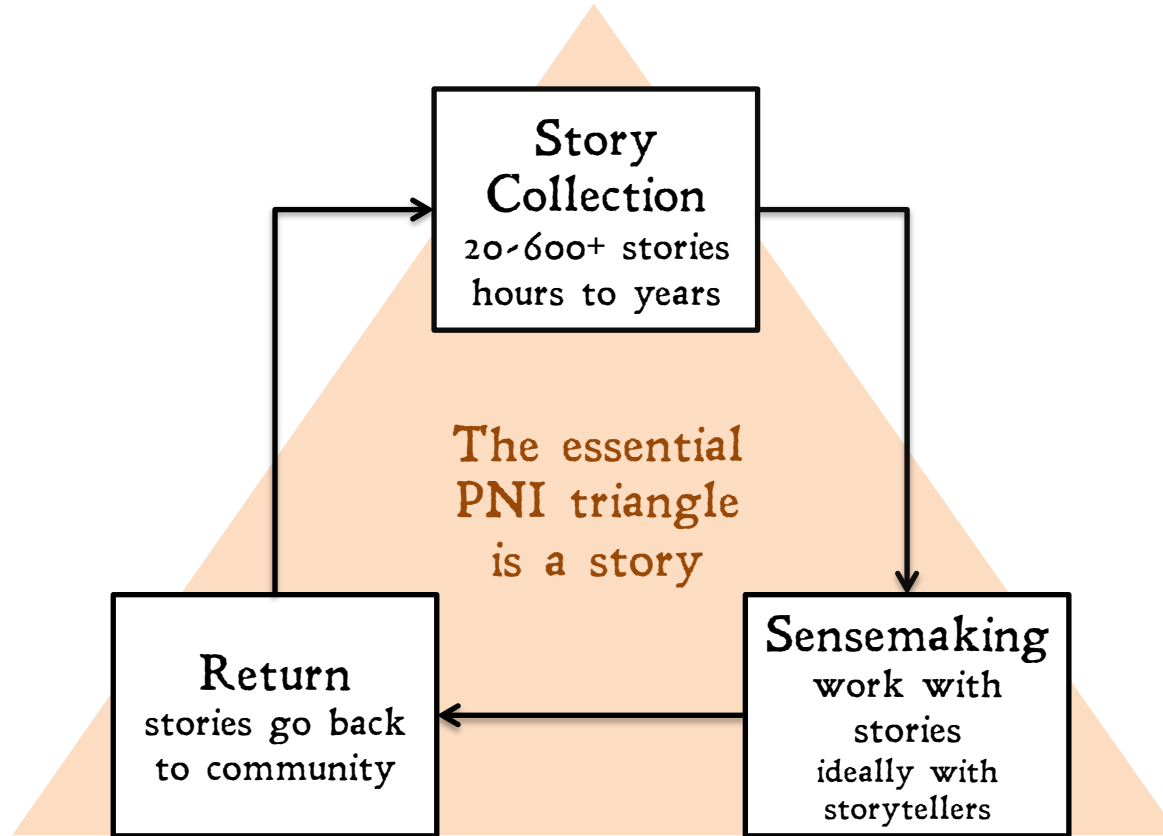 Story
Collection
20-600+ stories
hours to years
The essential
PNI triangle
is a story
Return
stories go back
to community
Sensemaking
work with
stories
ideally with
storytellers